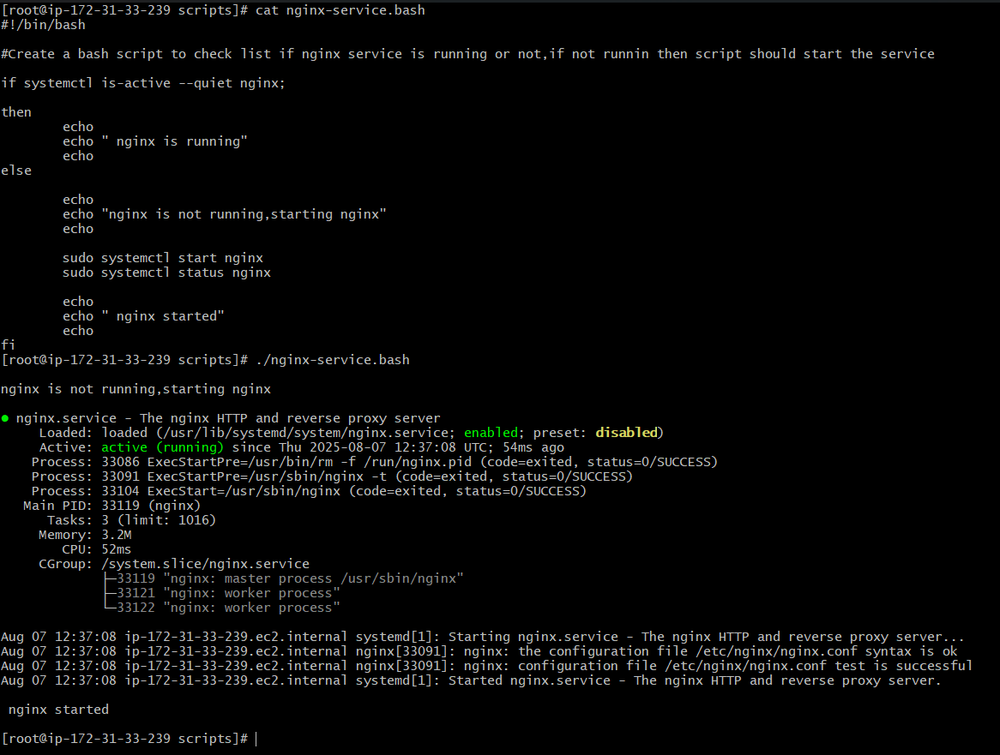 [root@ip-172-31-33-239 scripts]# cat nginx-service.bash
#!/bin/bash

#Create a bash script to check list if nginx service is running or not,if not runnin then script should start the service

if systemctl is-active --quiet nginx;

then
        echo
        echo " nginx is running"
        echo
else

        echo
        echo "nginx is not running,starting nginx"
        echo

        sudo systemctl start nginx
        sudo systemctl status nginx

        echo
        echo " nginx started"
        echo
fi
[root@ip-172-31-33-239 scripts]# ./nginx-service.bash

nginx is not running,starting nginx

● nginx.service - The nginx HTTP and reverse proxy server
     Loaded: loaded (/usr/lib/systemd/system/nginx.service; enabled; preset: disabled)
     Active: active (running) since Thu 2025-08-07 12:37:08 UTC; 54ms ago
    Process: 33086 ExecStartPre=/usr/bin/rm -f /run/nginx.pid (code=exited, status=0/SUCCESS)
    Process: 33091 ExecStartPre=/usr/sbin/nginx -t (code=exited, status=0/SUCCESS)
    Process: 33104 ExecStart=/usr/sbin/nginx (code=exited, status=0/SUCCESS)
   Main PID: 33119 (nginx)
      Tasks: 3 (limit: 1016)
     Memory: 3.2M
        CPU: 52ms
     CGroup: /system.slice/nginx.service
             ├─33119 "nginx: master process /usr/sbin/nginx"
             ├─33121 "nginx: worker process"
             └─33122 "nginx: worker process"

Aug 07 12:37:08 ip-172-31-33-239.ec2.internal systemd[1]: Starting nginx.service - The nginx HTTP and reverse proxy server...
Aug 07 12:37:08 ip-172-31-33-239.ec2.internal nginx[33091]: nginx: the configuration file /etc/nginx/nginx.conf syntax is ok
Aug 07 12:37:08 ip-172-31-33-239.ec2.internal nginx[33091]: nginx: configuration file /etc/nginx/nginx.conf test is successful
Aug 07 12:37:08 ip-172-31-33-239.ec2.internal systemd[1]: Started nginx.service - The nginx HTTP and reverse proxy server.

 nginx started

[root@ip-172-31-33-239 scripts]#